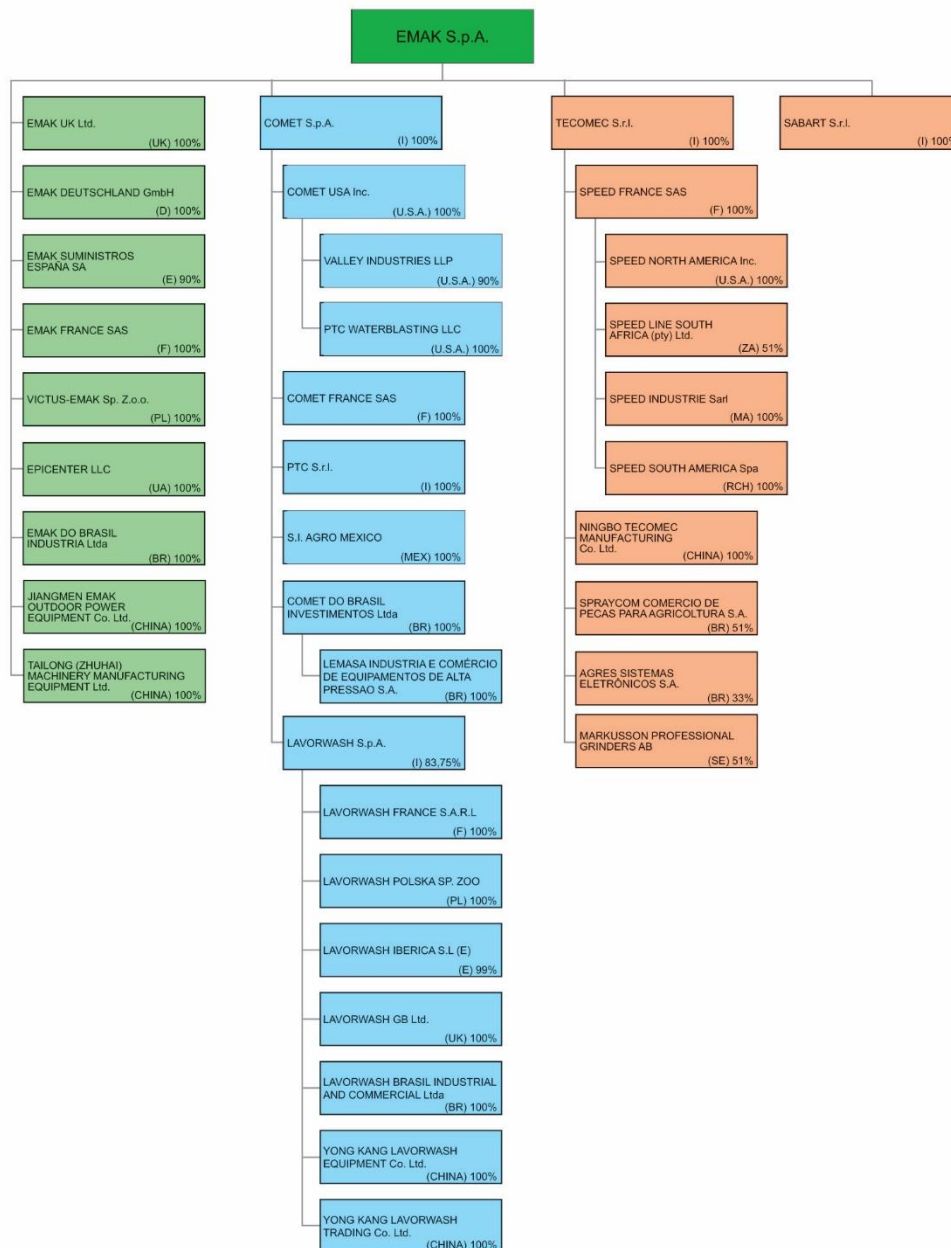 EMAK S.p.A.
EMAK UK Ltd.
(UK) 100%
EMAK DEUTSCHLAND GmbH
(D) 100%
EMAK SUMINISTROS
ESPAÑA SA
(E) 90%
EMAK FRANCE SAS
(F) 100%
VICTUS-EMAK Sp. Z.o.o.
(PL) 100%
EPICENTER LLC
(UA) 100%
EMAK DO BRASIL
INDUSTRIA Ltda
(BR) 100%
JIANGMEN EMAK
OUTDOOR POWER
EQUIPMENT Co. Ltd.
(CHINA) 100%
TAILONG (ZHUHAI)
MACHINERY MANUFACTURING
EQUIPMENT Ltd.
(CHINA) 100%
COMET S.p.A.
(I) 100%
COMET USA Inc.
(U.S.A.) 100%
VALLEY INDUSTRIES LLP
(U.S.A.) 90%
PTC WATERBLASTING LLC
(U.S.A.) 100%
COMET FRANCE SAS
(F) 100%
PTC S.r.l.
(I) 100%
S.I. AGRO MEXICO
(MEX) 100%
COMET DO BRASIL
INVESTIMENTOS Ltda
(BR) 100%
LEMASA INDUSTRIA E COMÉRCIO
DE EQUIPAMENTOS DE ALTA
PRESSAO S.A.
(BR) 100%
LAVORWASH S.p.A.
(I) 83,75%
LAVORWASH FRANCE S.A.R.L
(F) 100%
LAVORWASH POLSKA SP. ZOO
(PL) 100%
LAVORWASH IBERICA S.L (E)
(E) 99%
LAVORWASH GB Ltd.
(UK) 100%
LAVORWASH BRASIL INDUSTRIAL
AND COMMERCIAL Ltda
(BR) 100%
YONG KANG LAVORWASH
EQUIPMENT Co. Ltd.
(CHINA) 100%
YONG KANG LAVORWASH
TRADING Co. Ltd.
(CHINA) 100%
TECOMEC S.r.l.
(I) 100%
SPEED FRANCE SAS
(F) 100%
SPEED NORTH AMERICA Inc.
(U.S.A.) 100%
SPEED LINE SOUTH
AFRICA (pty) Ltd.
(ZA) 51%
SPEED INDUSTRIE Sarl
(MA) 100%
SPEED SOUTH AMERICA Spa
(RCH) 100%
NINGBO TECOMEC
MANUFACTURING
Co. Ltd.
(CHINA) 100%
SPRAYCOM COMERCIO DE
PECAS PARA AGRICOLTURA S.A.
(BR) 51%
AGRES SISTEMAS
ELETRÔNICOS S.A.
(BR) 33%
MARKUSSON PROFESSIONAL
GRINDERS AB
(SE) 51%
SABART S.r.l.
(I) 100%